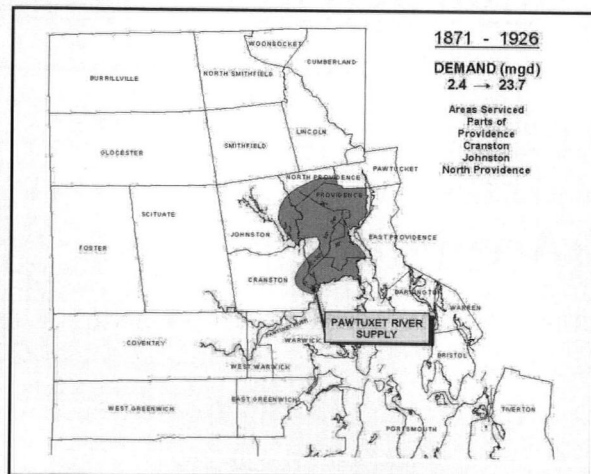 1871 - 1926
DEMAND (mgd)
2.4 → 23.7
Areas Serviced
Parts of
Providence
Cranston
Johnston
North Providence
WOONSOCKET
CUMBERLAND
BURRILLVILLE
NORTH SMITHFIELD
LINCOLN
GLOCESTER
SMITHFIELD
NORTH PROVIDENCE
PAWTUCKET
PROVIDENCE
SCITUATE
JOHNSTON
EAST PROVIDENCE
FOSTER
CRANSTON
BARRINGTON
WARREN
PAWTUXET RIVER
PAWTUXET RIVER
SUPPLY
COVENTRY
WARWICK
WEST WARWICK
BRISTOL
WEST GREENWICH
EAST GREENWICH
TIVERTON
PORTSMOUTH